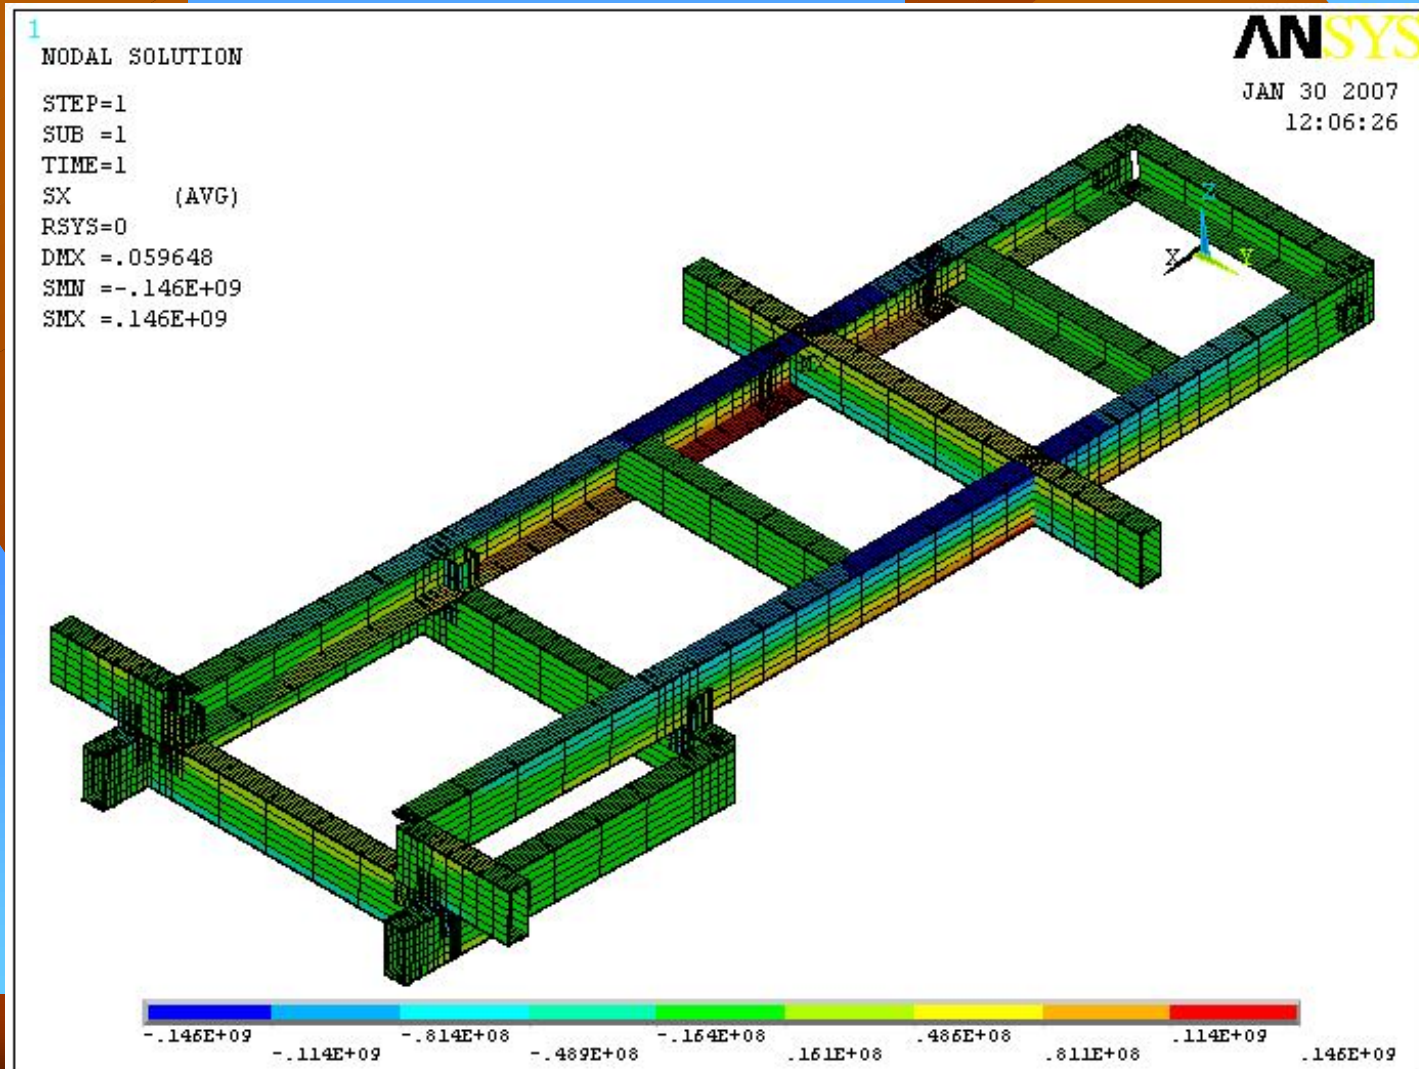 1
NODAL SOLUTION
STEP=1
SUB =1
TIME=1
SX (AVG)
RSYS=0
DMX =.059648
SMN =-.146E+09
SMX =.146E+09
ANSYS
JAN 30 2007
12:06:26
Z
X Y
MX
-.146E+09 -.814E+08 -.164E+08 .486E+08 .114E+09
-.114E+09 -.489E+08 .161E+08 .811E+08 .146E+09